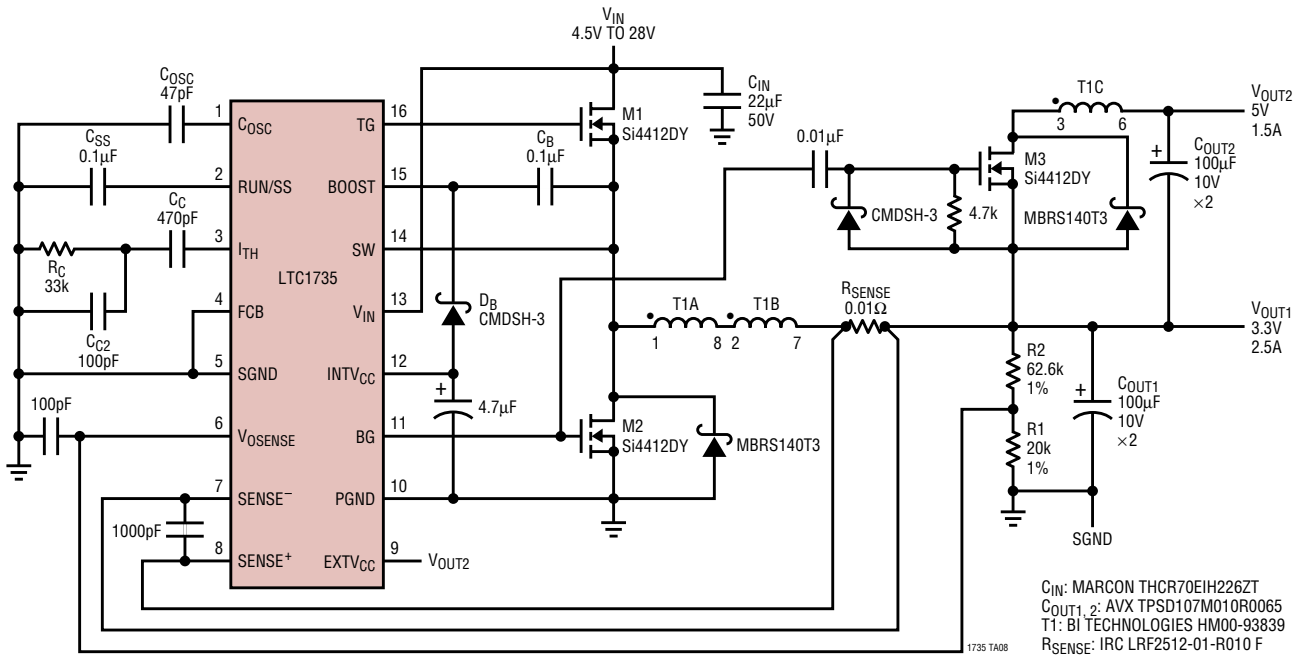 V_IN
4.5V TO 28V
C_OSC
47pF
1
C_OSC
TG
16
M1
Si4412DY
C_IN
22µF
50V
T1C
3
6
V_OUT2
5V
1.5A
C_SS
0.1µF
2
RUN/SS
BOOST
15
C_B
0.1µF
0.01µF
M3
Si4412DY
+
C_OUT2
100µF
10V
×2
C_C
470pF
3
I_TH
SW
14
CMDSH-3
4.7k
MBRS140T3
R_C
33k
LTC1735
4
FCB
V_IN
13
D_B
CMDSH-3
T1A
T1B
1
8
2
7
R_SENSE
0.01Ω
V_OUT1
3.3V
2.5A
C_C2
100pF
5
SGND
INTV_CC
12
+
4.7µF
R2
62.6k
1%
+
C_OUT1
100µF
10V
×2
100pF
6
V_OSENSE
BG
11
M2
Si4412DY
MBRS140T3
R1
20k
1%
7
SENSE⁻
PGND
10
1000pF
8
SENSE⁺
EXTV_CC
9
V_OUT2
SGND
C_IN: MARCON THCR70EIH226ZT
C_OUT1, 2: AVX TPSD107M010R0065
T1: BI TECHNOLOGIES HM00-93839
R_SENSE: IRC LRF2512-01-R010 F
1735 TA08